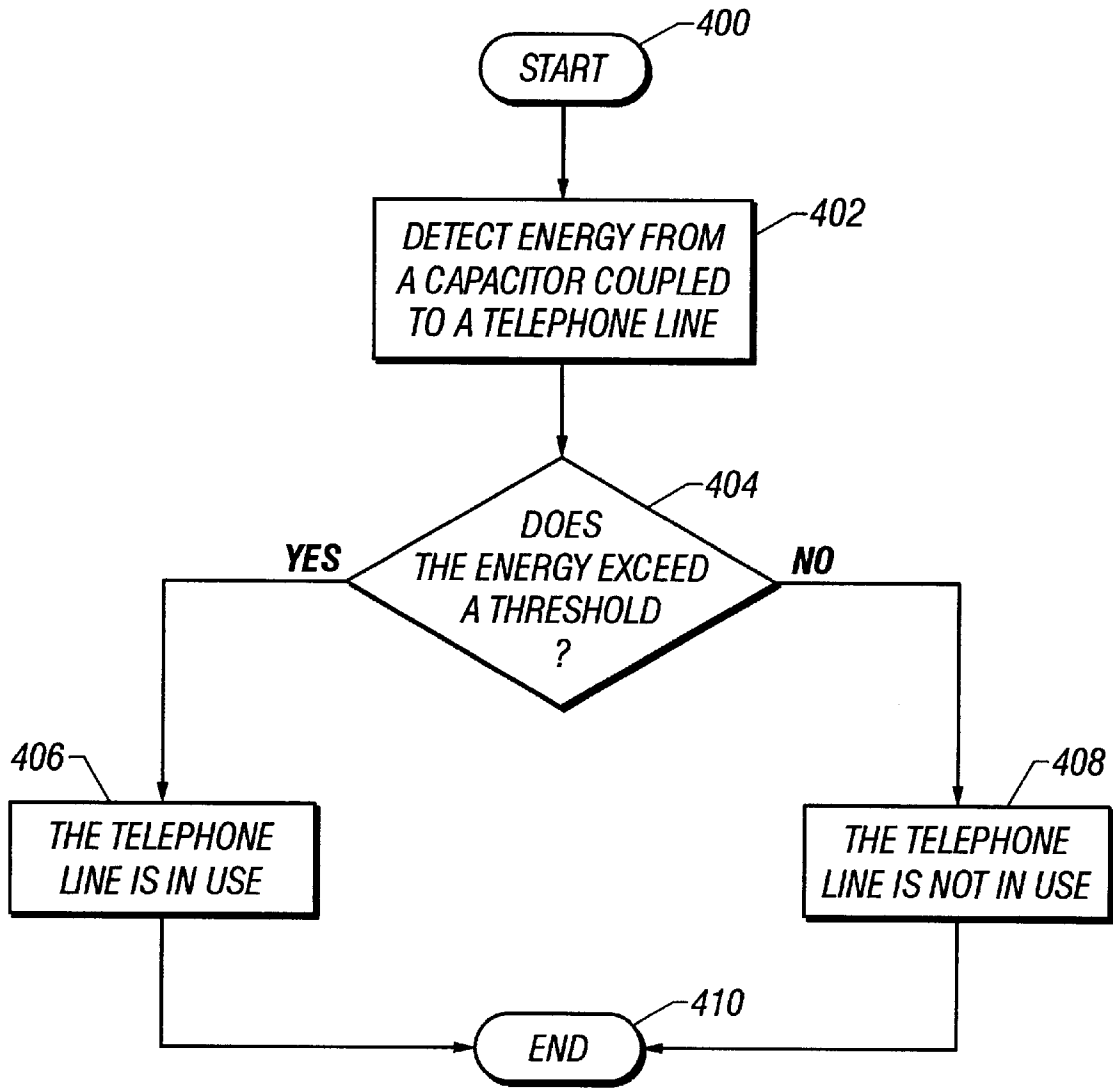 400
START
402
DETECT ENERGY FROM
A CAPACITOR COUPLED
TO A TELEPHONE LINE
404
DOES
THE ENERGY EXCEED
A THRESHOLD
?
YES
NO
406
THE TELEPHONE
LINE IS IN USE
408
THE TELEPHONE
LINE IS NOT IN USE
410
END